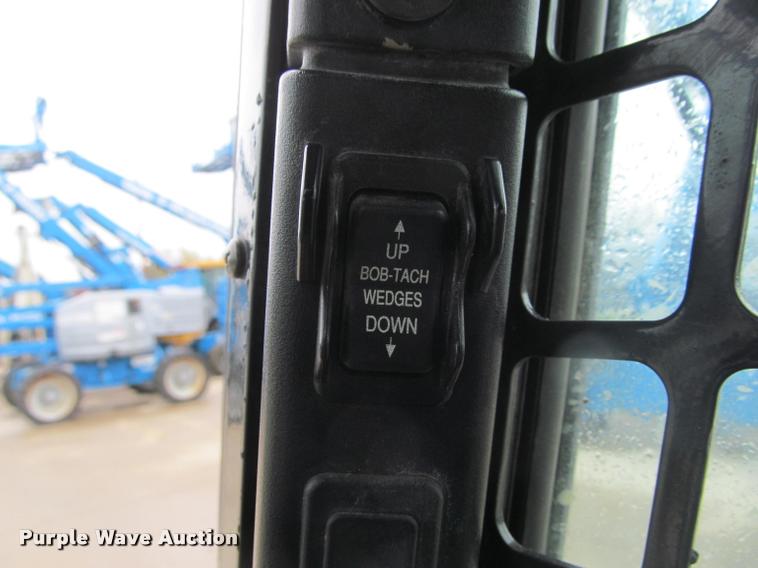 UP
BOB-TACH
WEDGES
DOWN
Purple Wave Auction